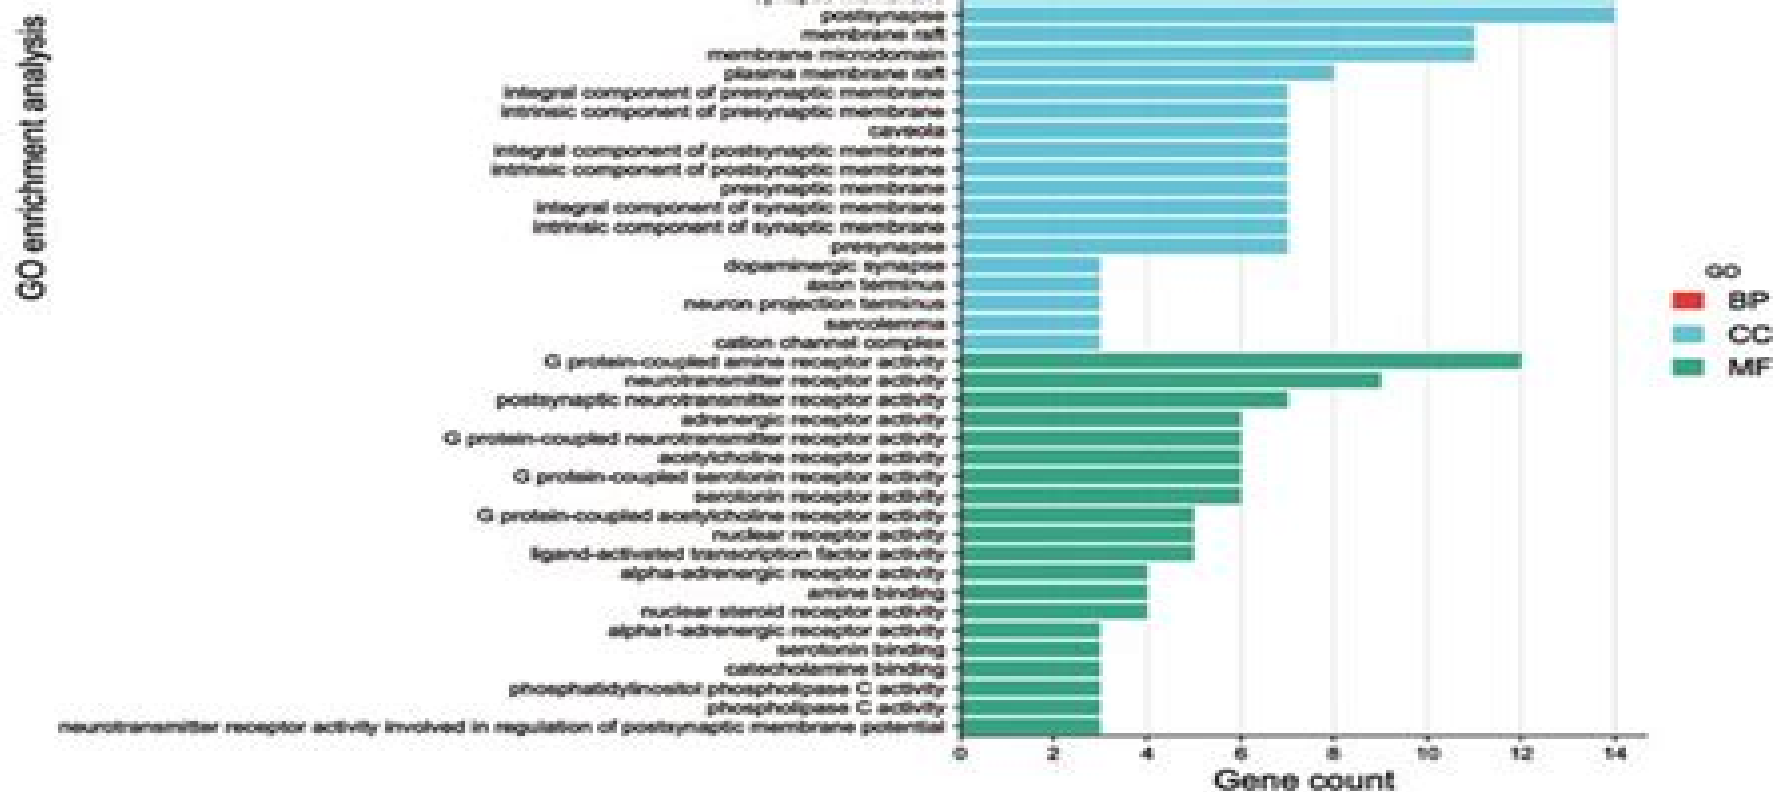 GO enrichment analysis
postsynapse
membrane raft
membrane microdomain
plasma membrane raft
integral component of presynaptic membrane
intrinsic component of presynaptic membrane
caveola
integral component of postsynaptic membrane
intrinsic component of postsynaptic membrane
presynaptic membrane
integral component of synaptic membrane
intrinsic component of synaptic membrane
presynapse
dopaminergic synapse
axon terminus
neuron projection terminus
sarcolemma
cation channel complex
G protein-coupled amine receptor activity
neurotransmitter receptor activity
postsynaptic neurotransmitter receptor activity
adrenergic receptor activity
G protein-coupled neurotransmitter receptor activity
acetylcholine receptor activity
G protein-coupled serotonin receptor activity
serotonin receptor activity
G protein-coupled acetylcholine receptor activity
nuclear receptor activity
ligand-activated transcription factor activity
alpha-adrenergic receptor activity
amine binding
nuclear steroid receptor activity
alpha1-adrenergic receptor activity
serotonin binding
catecholamine binding
phosphatidylinositol phospholipase C activity
phospholipase C activity
neurotransmitter receptor activity involved in regulation of postsynaptic membrane potential
0 2 4 6 8 10 12 14
Gene count
GO
BP
CC
MF